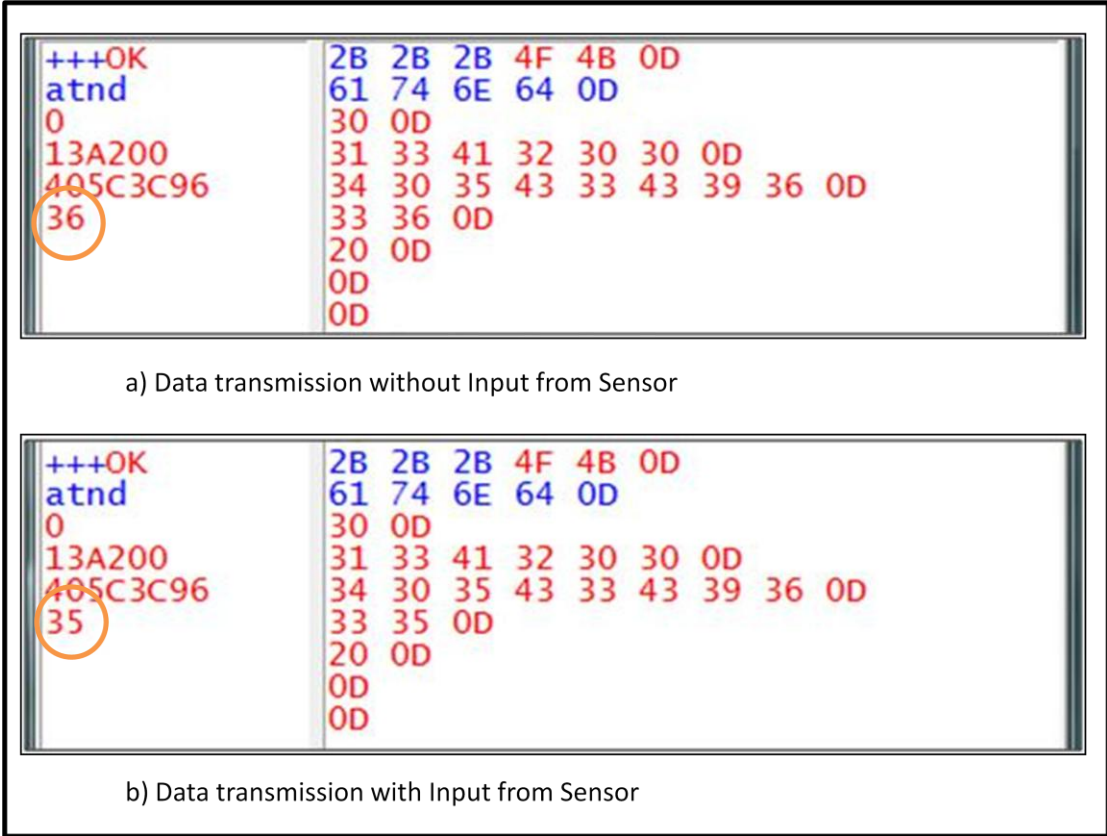 +++OK 2B 2B 2B 4F 4B 0D
atnd 61 74 6E 64 0D
0 30 0D
13A200 31 33 41 32 30 30 0D
405C3C96 34 30 35 43 33 43 39 36 0D
36 33 36 0D
20 0D
0D
0D
a) Data transmission without Input from Sensor
+++OK 2B 2B 2B 4F 4B 0D
atnd 61 74 6E 64 0D
0 30 0D
13A200 31 33 41 32 30 30 0D
405C3C96 34 30 35 43 33 43 39 36 0D
35 33 35 0D
20 0D
0D
0D
b) Data transmission with Input from Sensor